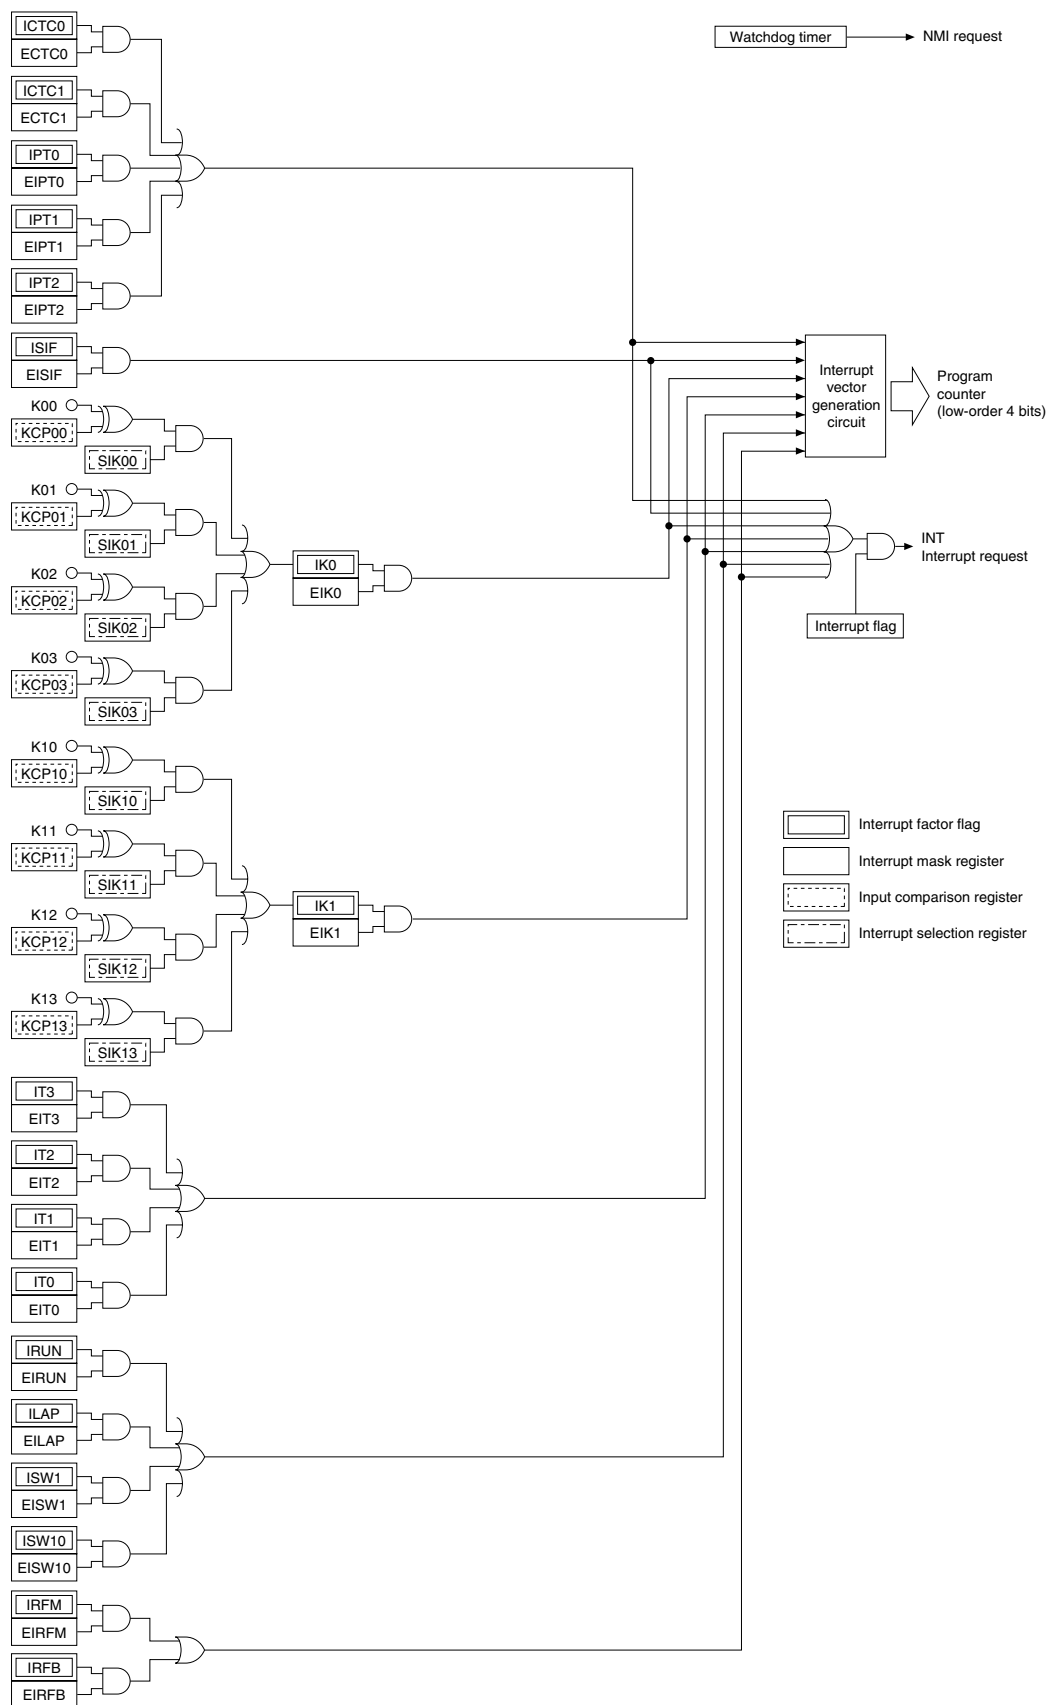 ICTC0
ECTC0
Watchdog timer
NMI request
ICTC1
ECTC1
IPT0
EIPT0
IPT1
EIPT1
IPT2
EIPT2
ISIF
EISIF
Interrupt
vector
generation
circuit
Program
counter
(low-order 4 bits)
K00
KCP00
SIK00
K01
KCP01
SIK01
INT
Interrupt request
K02
KCP02
SIK02
IK0
EIK0
Interrupt flag
K03
KCP03
SIK03
K10
KCP10
SIK10
K11
KCP11
SIK11
Interrupt factor flag
Interrupt mask register
Input comparison register
Interrupt selection register
IK1
EIK1
K12
KCP12
SIK12
K13
KCP13
SIK13
IT3
EIT3
IT2
EIT2
IT1
EIT1
IT0
EIT0
IRUN
EIRUN
ILAP
EILAP
ISW1
EISW1
ISW10
EISW10
IRFM
EIRFM
IRFB
EIRFB